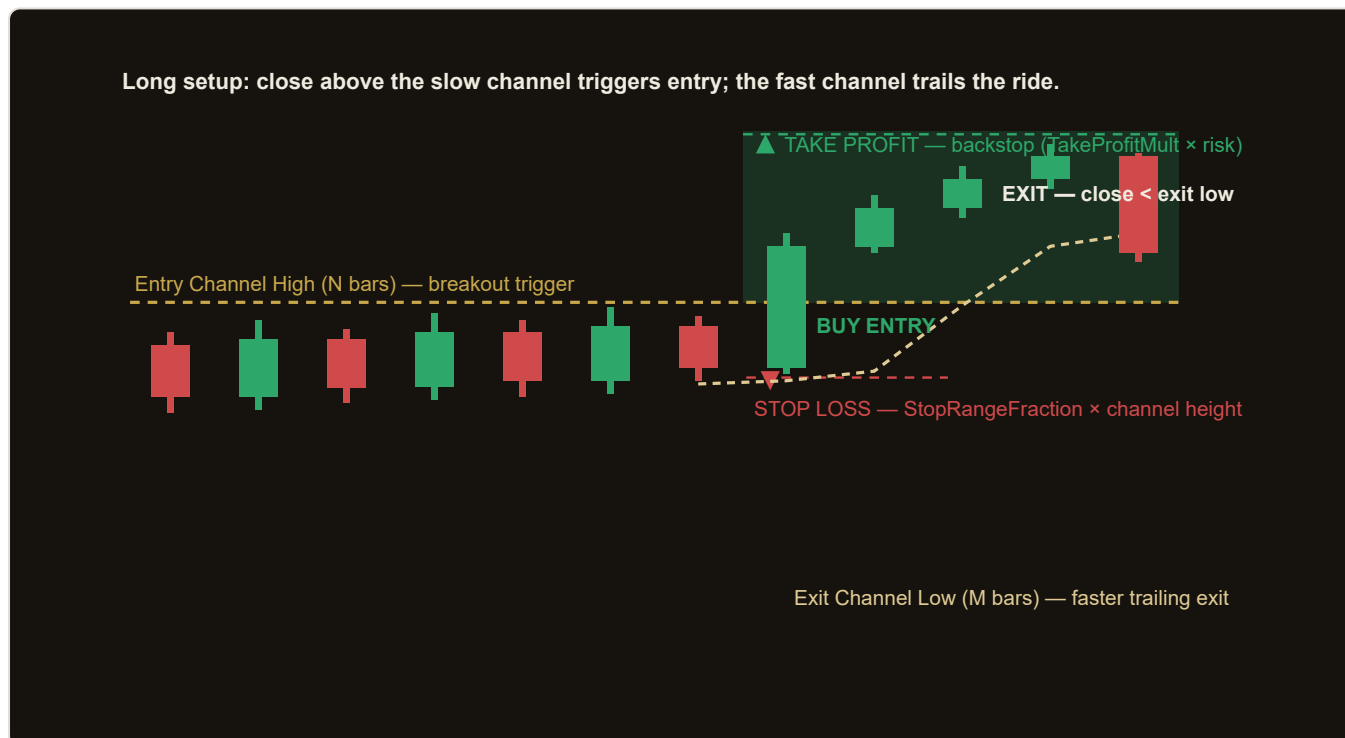 Long setup: close above the slow channel triggers entry; the fast channel trails the ride.
TAKE PROFIT — backstop (TakeProfitMult × risk)
EXIT — close < exit low
Entry Channel High (N bars) — breakout trigger
BUY ENTRY
STOP LOSS — StopRangeFraction × channel height
Exit Channel Low (M bars) — faster trailing exit